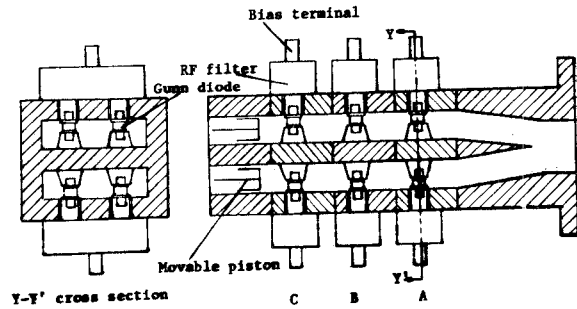 Bias terminal
Y
RF filter
Gunn diode
Movable piston
Y'
Y-Y' cross section
C B A